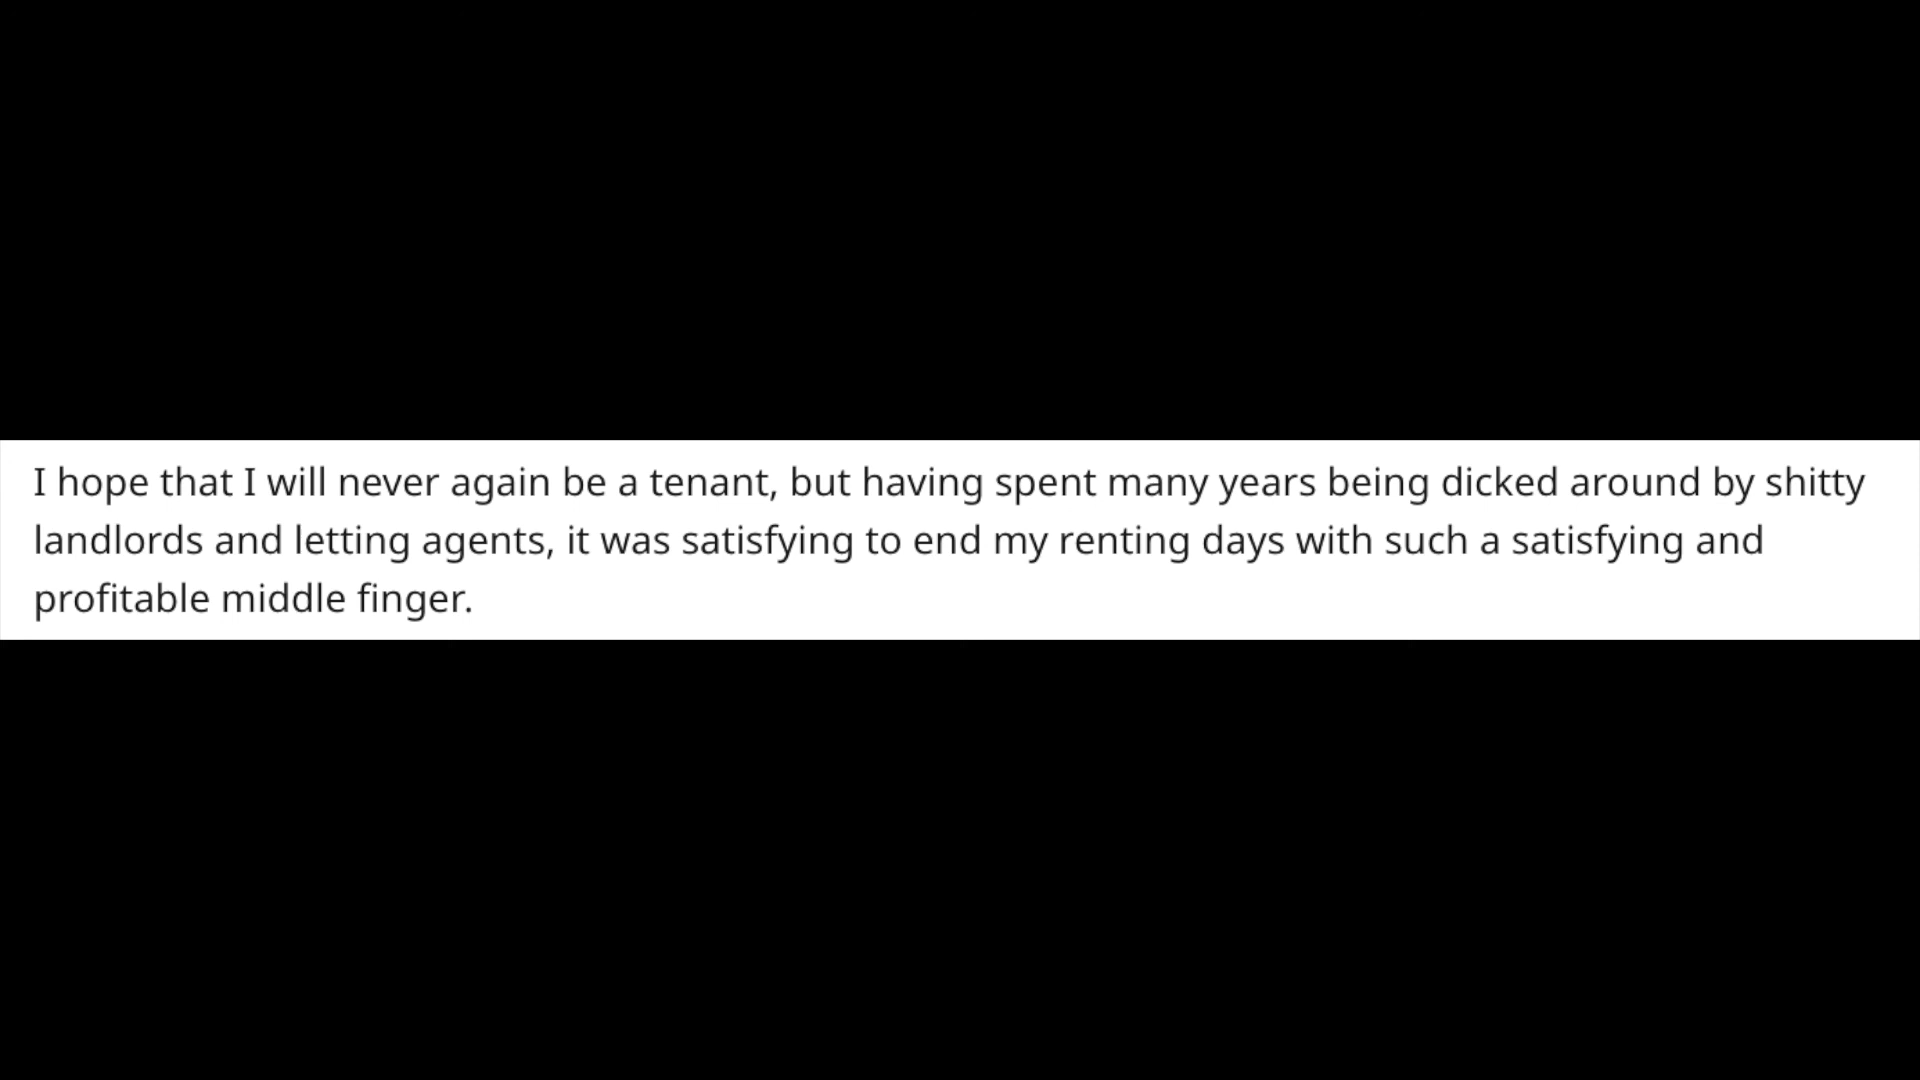 I hope that I will never again be a tenant, but having spent many years being dicked around by shitty
landlords and letting agents, it was satisfying to end my renting days with such a satisfying and
profitable middle finger.